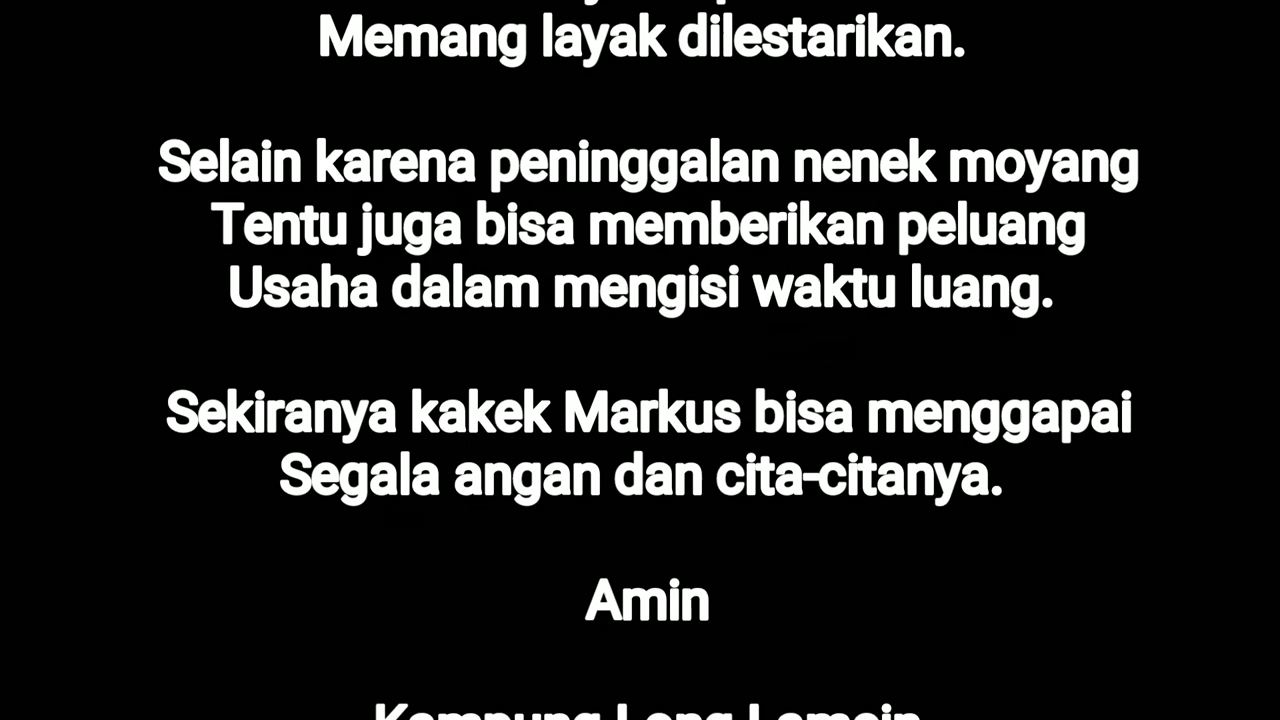 Memang layak dilestarikan.
Selain karena peninggalan nenek moyang
Tentu juga bisa memberikan peluang
Usaha dalam mengisi waktu luang.
Sekiranya kakek Markus bisa menggapai
Segala angan dan cita-citanya.
Amin
Kampung Long Lamcin